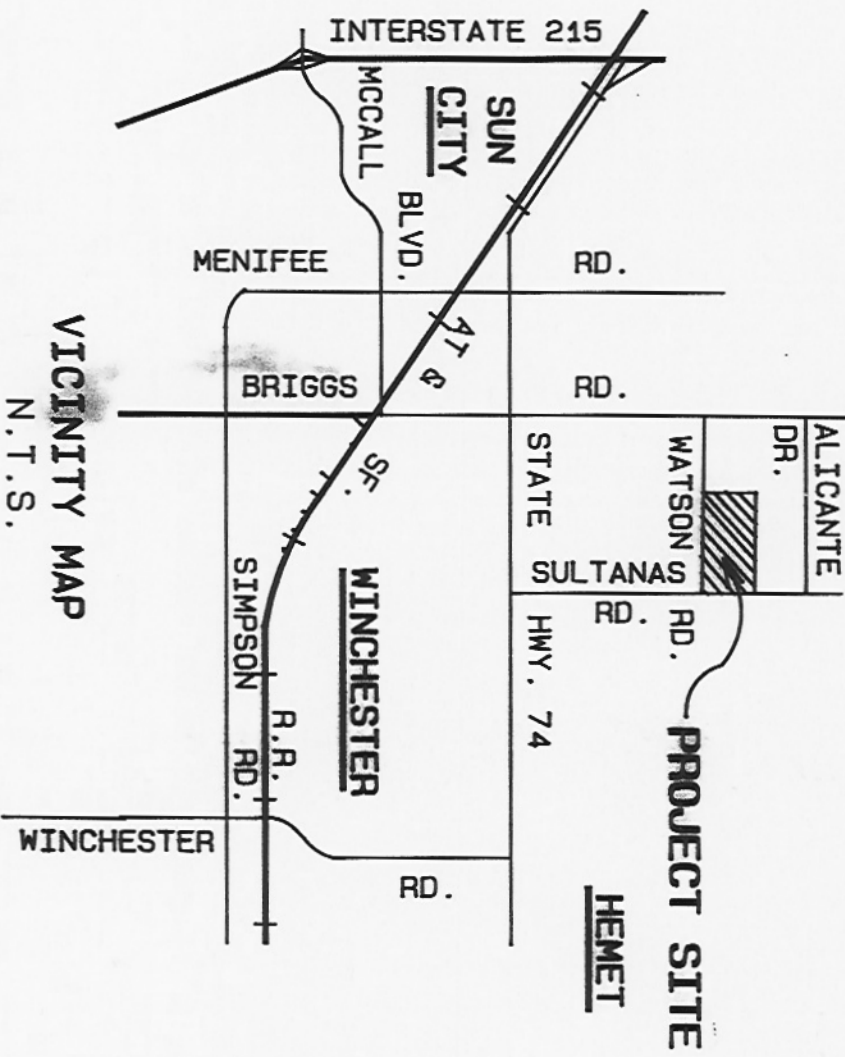 INTERSTATE 215
SUN
CITY
MCCALL
BLVD.
MENIFEE
RD.
A T & SF.
R.R.
BRIGGS
RD.
STATE
HWY. 74
WATSON
RD.
ALICANTE
DR.
SULTANAS
RD.
PROJECT SITE
WINCHESTER
SIMPSON
RD.
WINCHESTER
RD.
HEMET
VICINITY MAP
N.T.S.